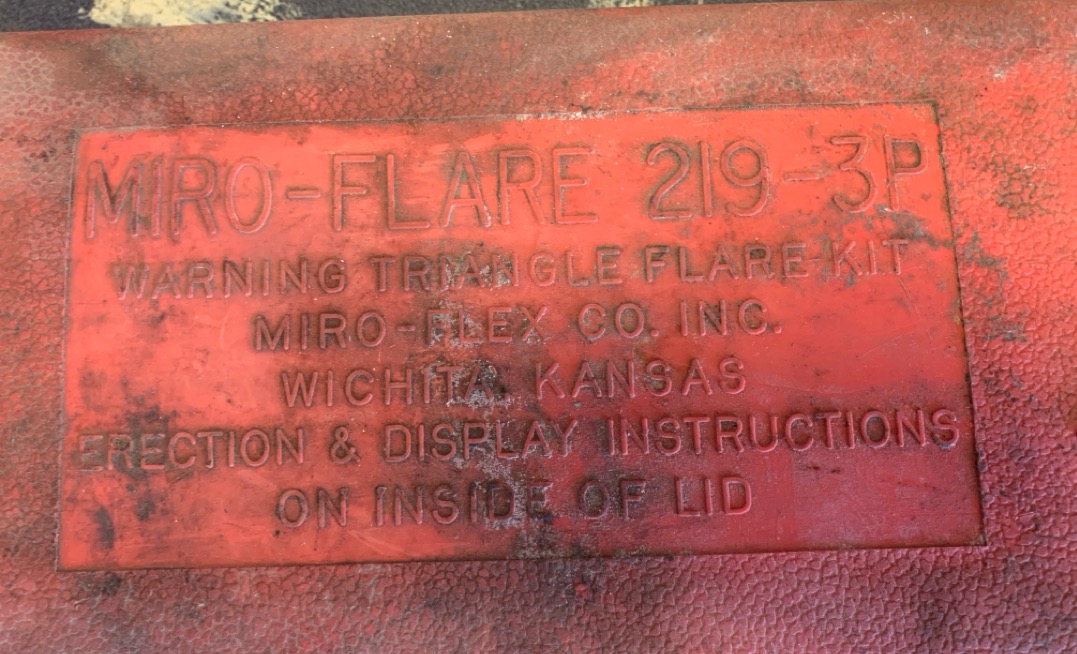 MIRO-FLARE 219-3P
WARNING TRIANGLE FLARE-KIT
MIRO-FLEX CO. INC.
WICHITA, KANSAS
ERECTION & DISPLAY INSTRUCTIONS
ON INSIDE OF LID